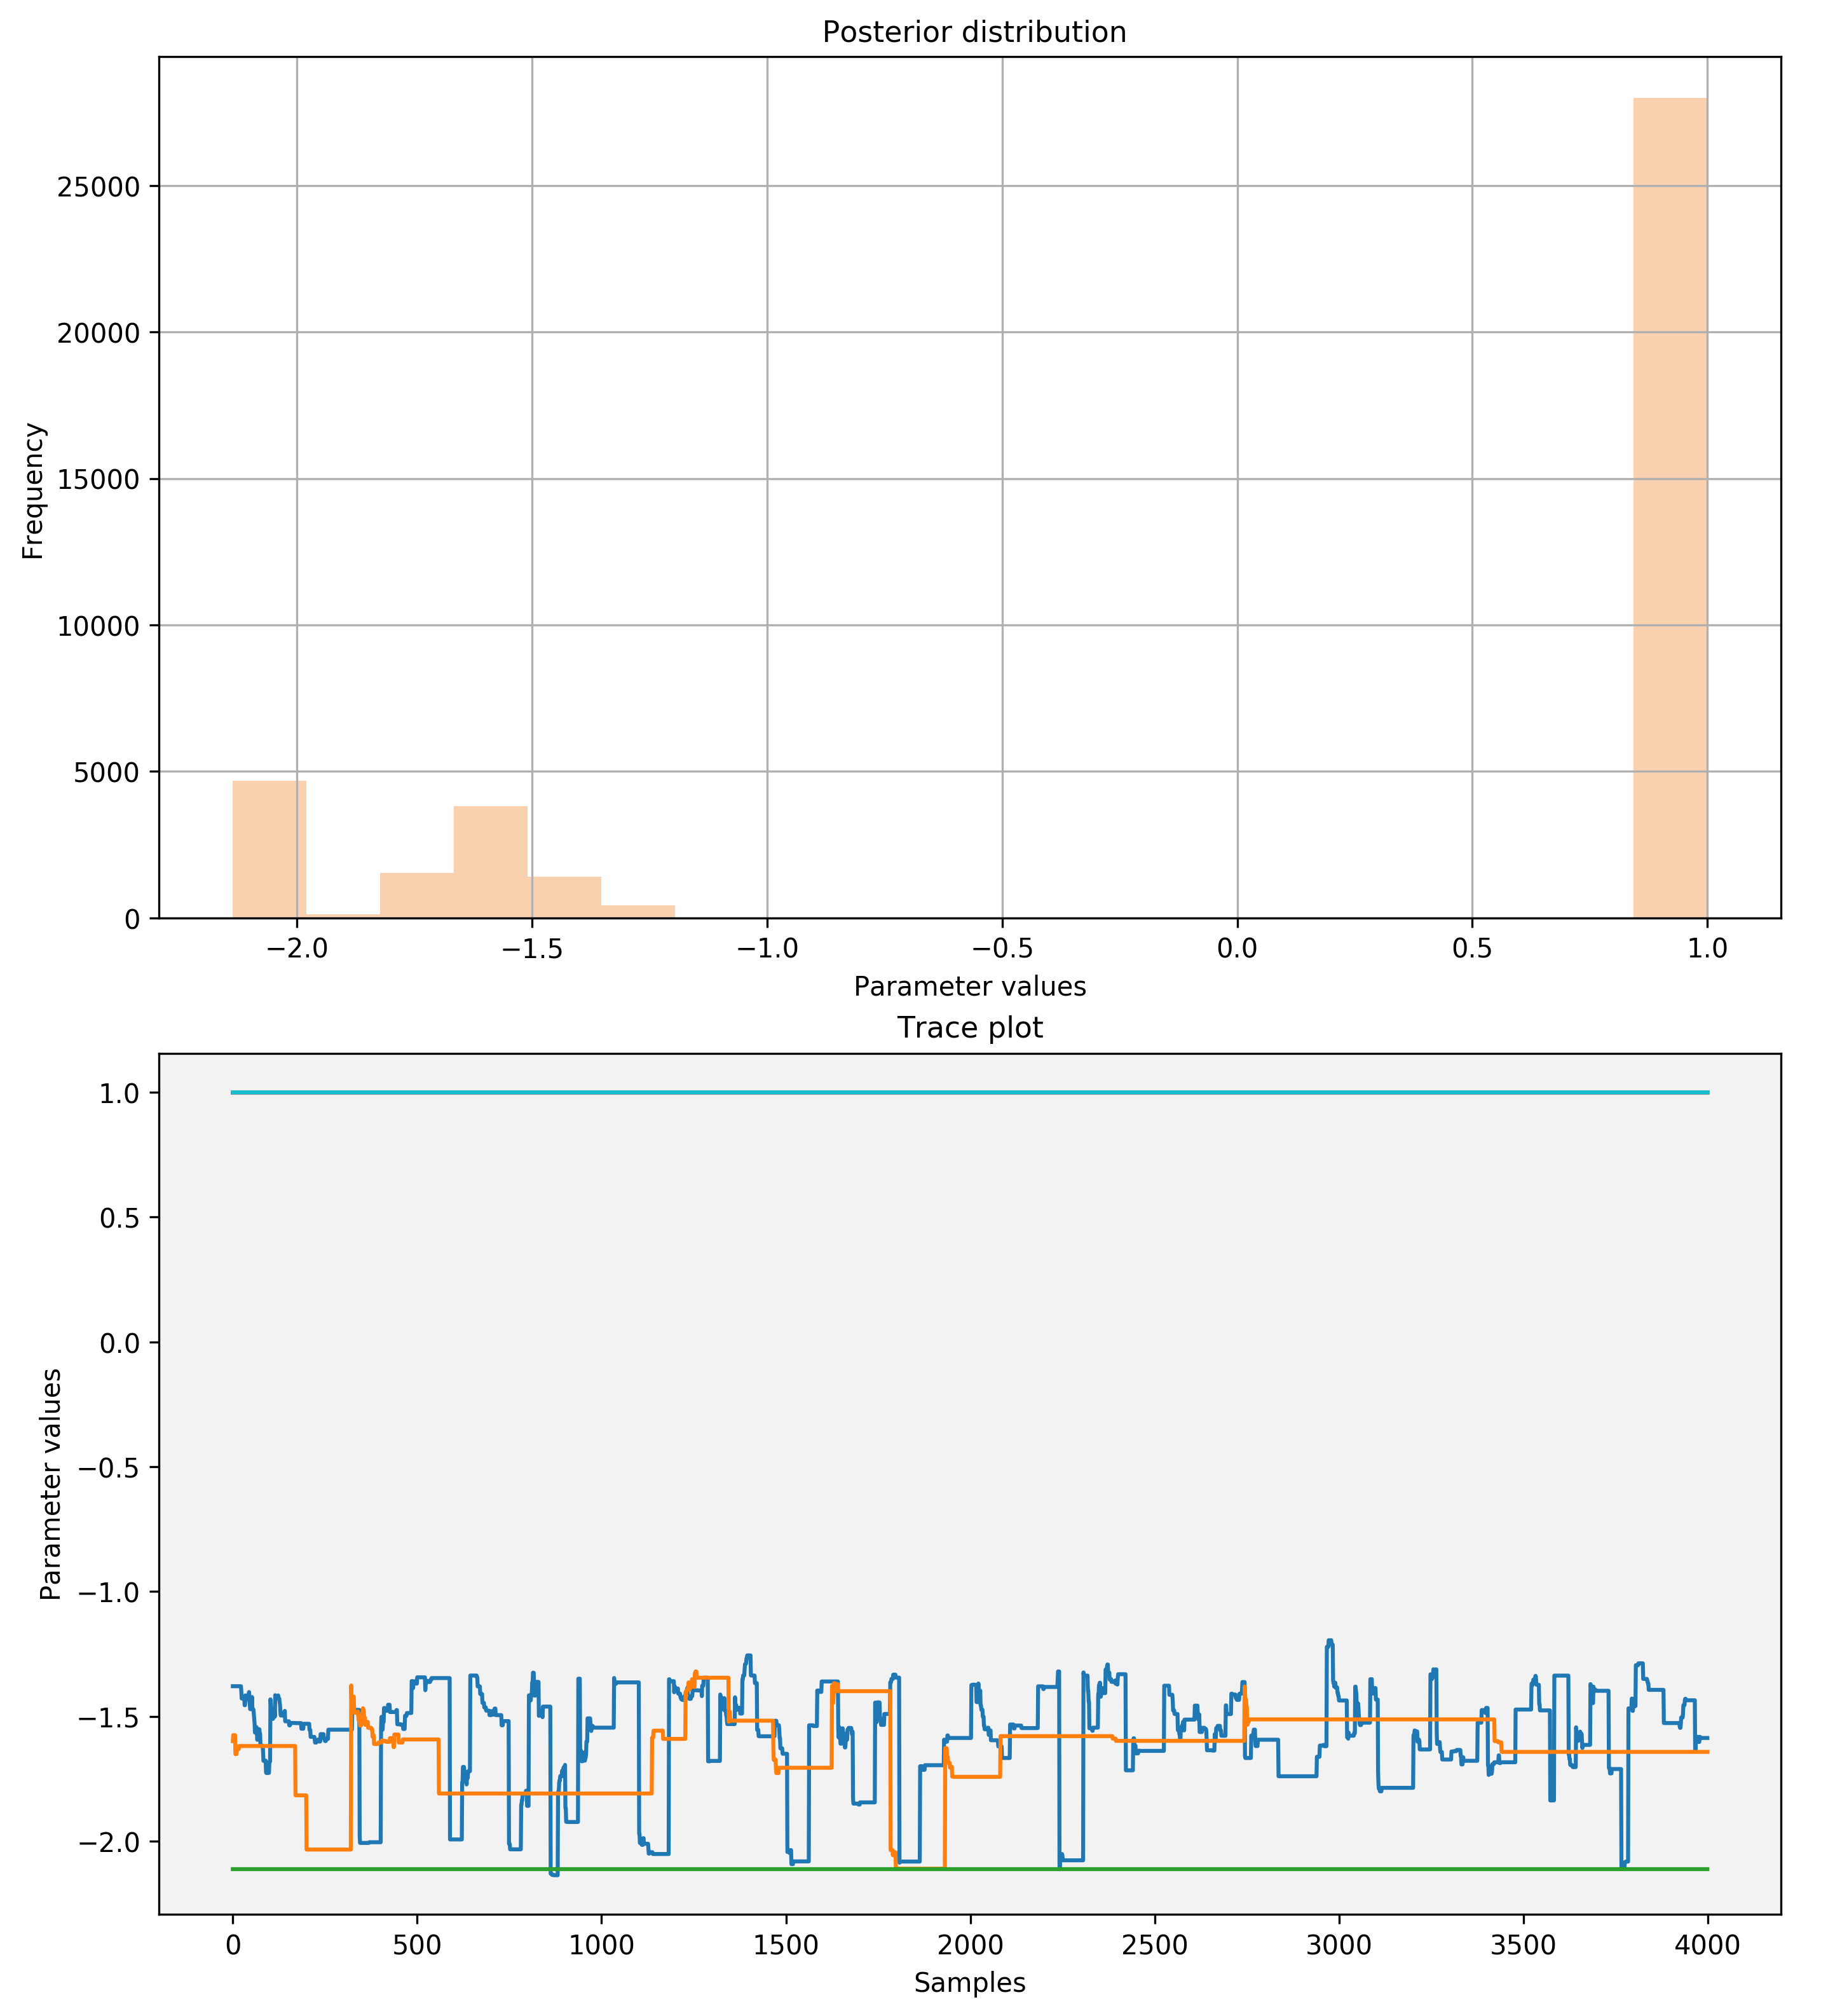 Posterior distribution
25000
20000
15000
10000
5000
0
Frequency
−2.0 −1.5 −1.0 −0.5 0.0 0.5 1.0
Parameter values
Trace plot
1.0
0.5
0.0
−0.5
−1.0
−1.5
−2.0
Parameter values
0 500 1000 1500 2000 2500 3000 3500 4000
Samples